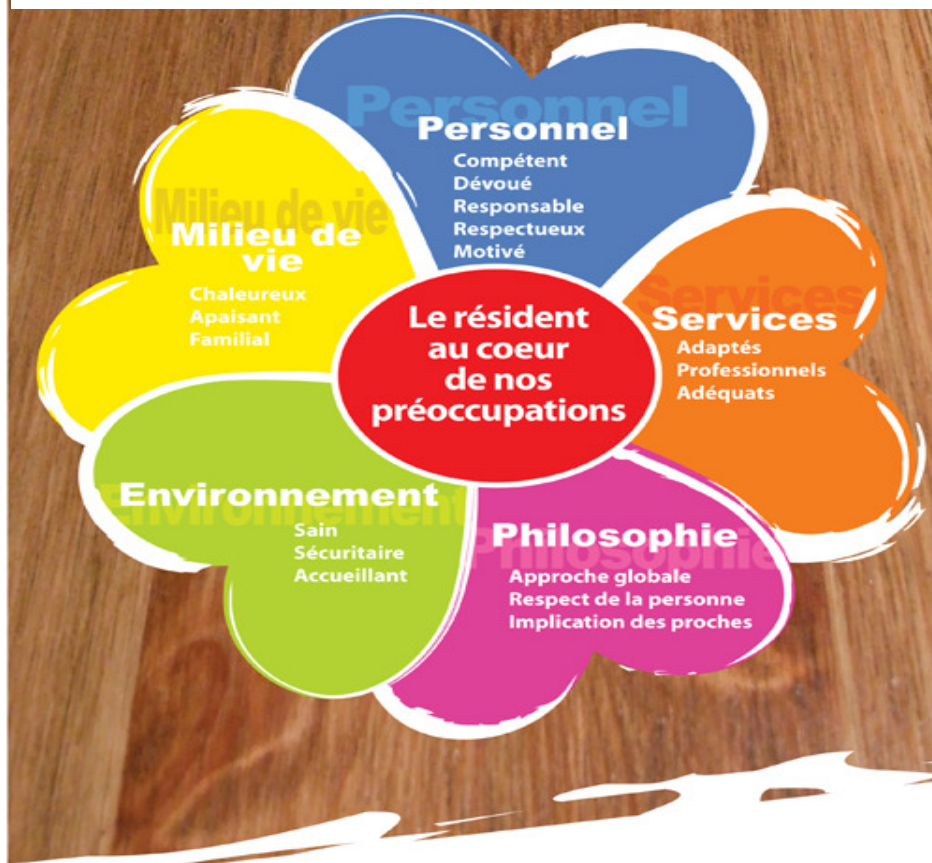 Personnel
Personnel
Compétent
Dévoué
Responsable
Respectueux
Motivé
Milieu de vie
Milieu de
vie
Chaleureux
Apaisant
Familial
Services
Services
Adaptés
Professionnels
Adéquats
Le résident
au coeur
de nos
préoccupations
Environnement
Environnement
Sain
Sécuritaire
Accueillant
Philosophie
Philosophie
Approche globale
Respect de la personne
Implication des proches